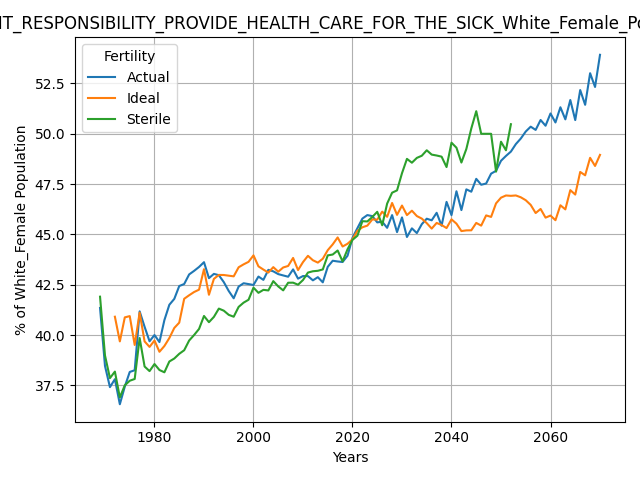 IT_RESPONSIBILITY_PROVIDE_HEALTH_CARE_FOR_THE_SICK_White_Female_Po
Fertility
Actual
Ideal
Sterile
% of White_Female Population
52.5
50.0
47.5
45.0
42.5
40.0
37.5
1980
2000
2020
2040
2060
Years